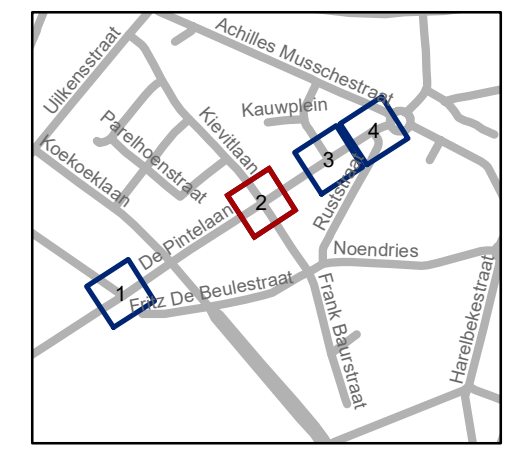 Achilles Musschestraat
Uilkensstraat
Kauwplein
Kievitlaan
Parelhoenstraat
Koekoeklaan
4
3
Ruststraat
2
De Pintelaan
Noendries
1
Fritz De Beulestraat
Frank Baurstraat
Harelbekestraat